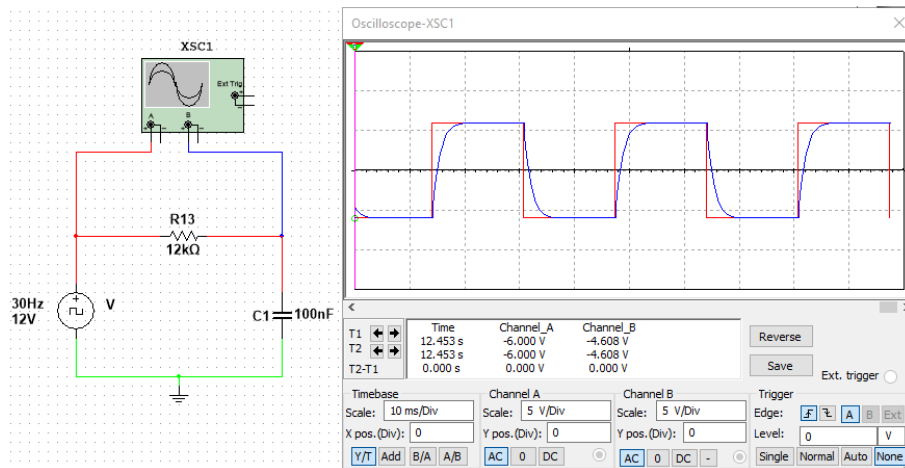 XSC1
Ext Trig
+
A
B
+
-
+
-
R13
12kΩ
30Hz
12V
V
C1
100nF
Oscilloscope-XSC1
Time Channel_A Channel_B
T1 12.453 s -6.000 V -4.608 V
T2 12.453 s -6.000 V -4.608 V
T2-T1 0.000 s 0.000 V 0.000 V
Reverse
Save
Ext. trigger
Timebase
Scale: 10 ms/Div
X pos.(Div): 0
Y/T Add B/A A/B
Channel A
Scale: 5 V/Div
Y pos.(Div): 0
AC 0 DC
Channel B
Scale: 5 V/Div
Y pos.(Div): 0
AC 0 DC -
Trigger
Edge: A B Ext
Level: 0 V
Single Normal Auto None